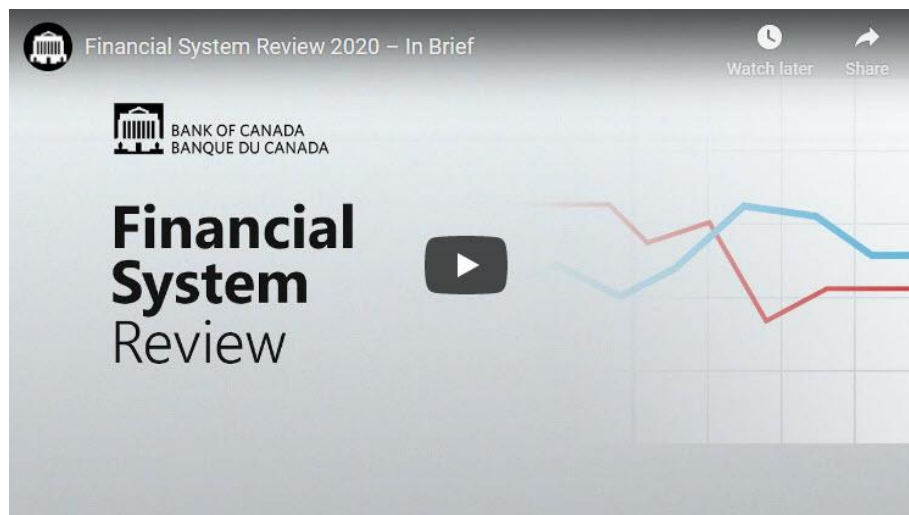 Financial System Review 2020 – In Brief
Watch later
Share
BANK OF CANADA
BANQUE DU CANADA
Financial
System
Review